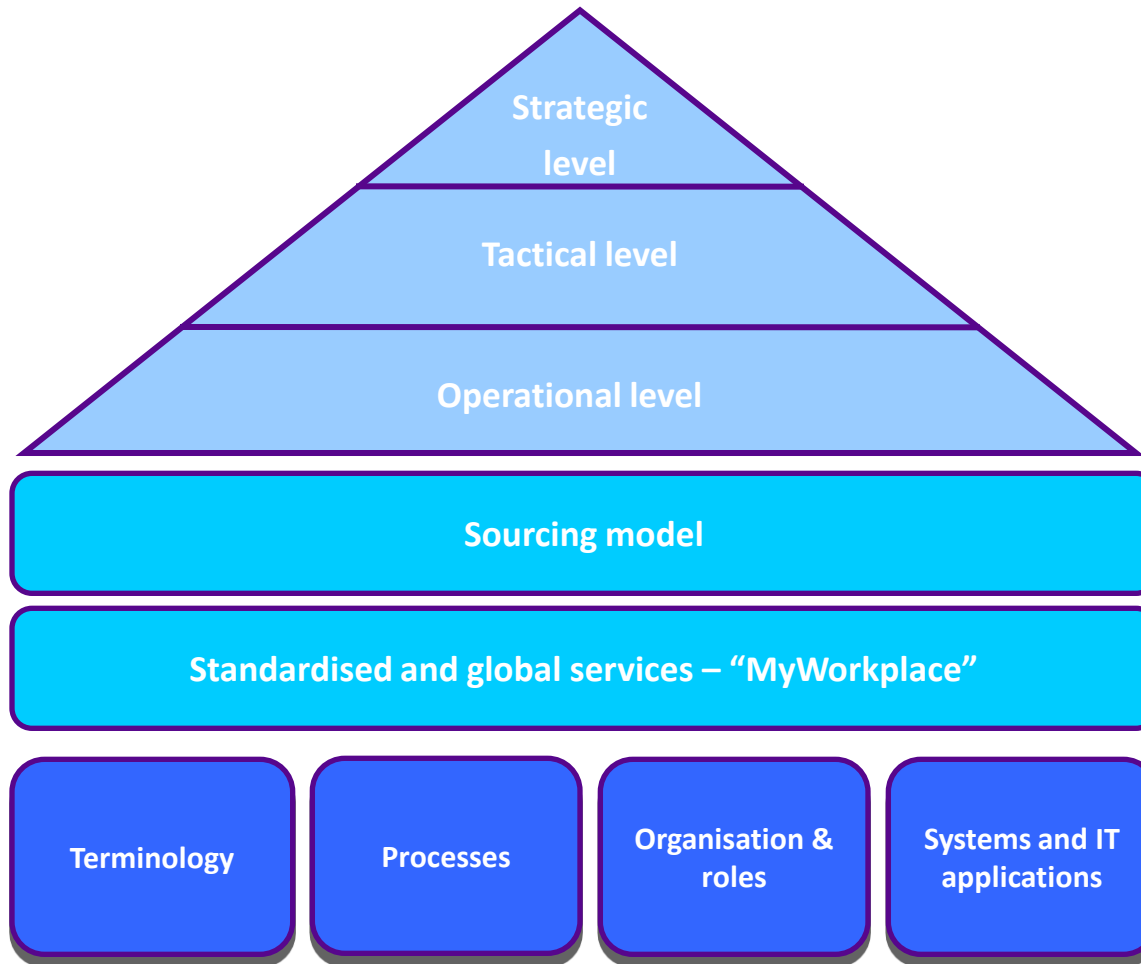 Strategic
level
Tactical level
Operational level
Sourcing model
Standardised and global services – “MyWorkplace”
Terminology
Processes
Organisation &
roles
Systems and IT
applications